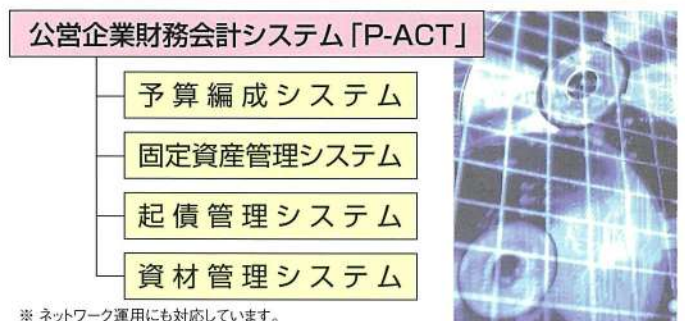 公営企業財務会計システム「P-ACT」
予算編成システム
固定資産管理システム
起債管理システム
資材管理システム
※ ネットワーク運用にも対応しています。